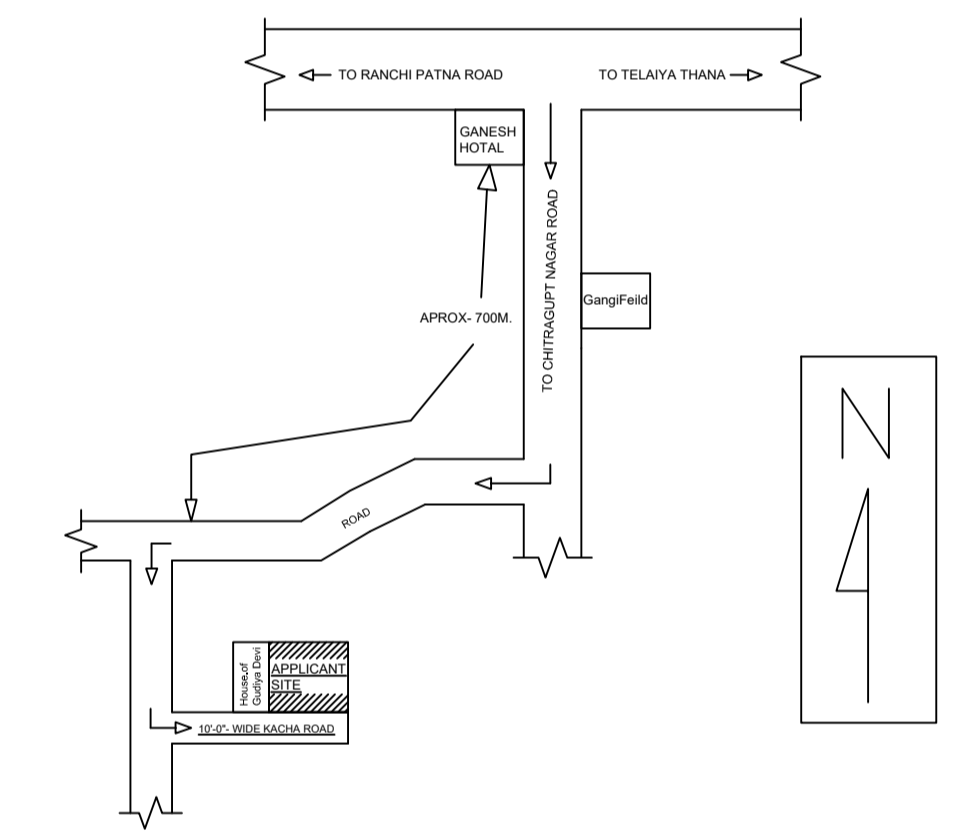 TO RANCHI PATNA ROAD
TO TELAIYA THANA
GANESH
HOTAL
TO CHITRAGUPT NAGAR ROAD
GangiFeild
APROX- 700M.
N
ROAD
House.of
Gudiya Devi
APPLICANT
SITE
10'-0"- WIDE KACHA ROAD